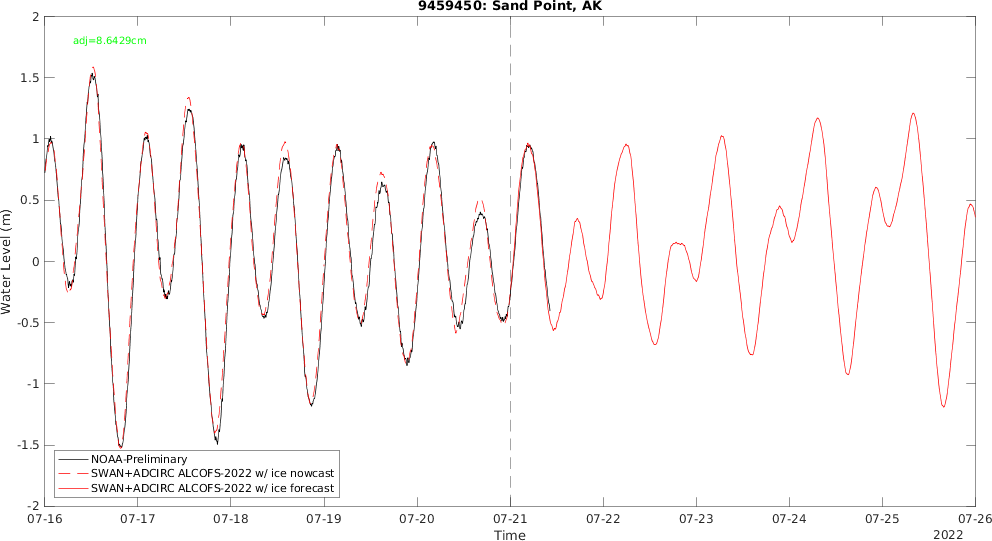 9459450: Sand Point, AK
adj=8.6429cm
2
1.5
1
0.5
0
-0.5
-1
-1.5
-2
Water Level (m)
NOAA-Preliminary
SWAN+ADCIRC ALCOFS-2022 w/ ice nowcast
SWAN+ADCIRC ALCOFS-2022 w/ ice forecast
07-16 07-17 07-18 07-19 07-20 07-21 07-22 07-23 07-24 07-25 07-26
Time
2022